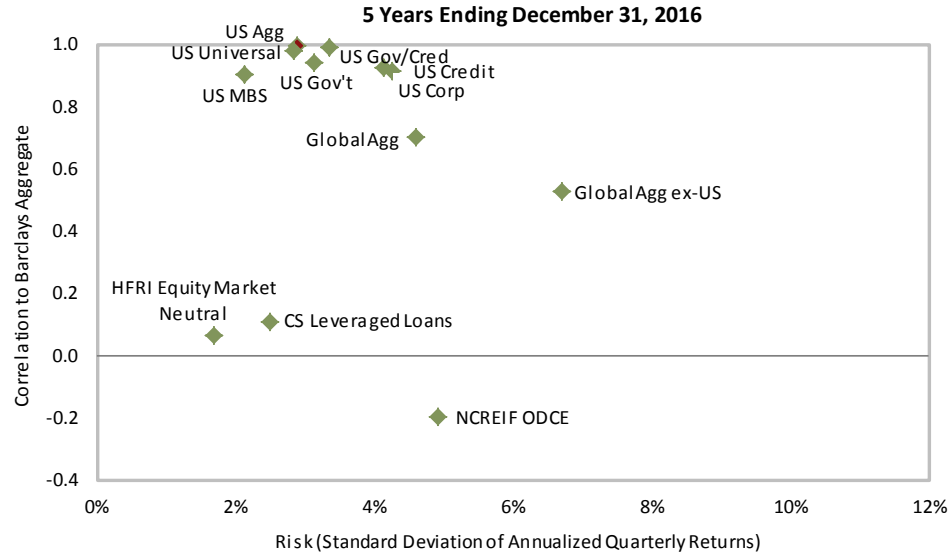 5 Years Ending December 31, 2016
Correlation to Barclays Aggregate
1.0
0.8
0.6
0.4
0.2
0.0
-0.2
-0.4
US Agg
US Universal
US Gov/Cred
US Credit
US Gov't
US Corp
US MBS
Global Agg
Global Agg ex-US
HFRI Equity Market
Neutral
CS Leveraged Loans
NCREIF ODCE
0%
2%
4%
6%
8%
10%
12%
Risk (Standard Deviation of Annualized Quarterly Returns)